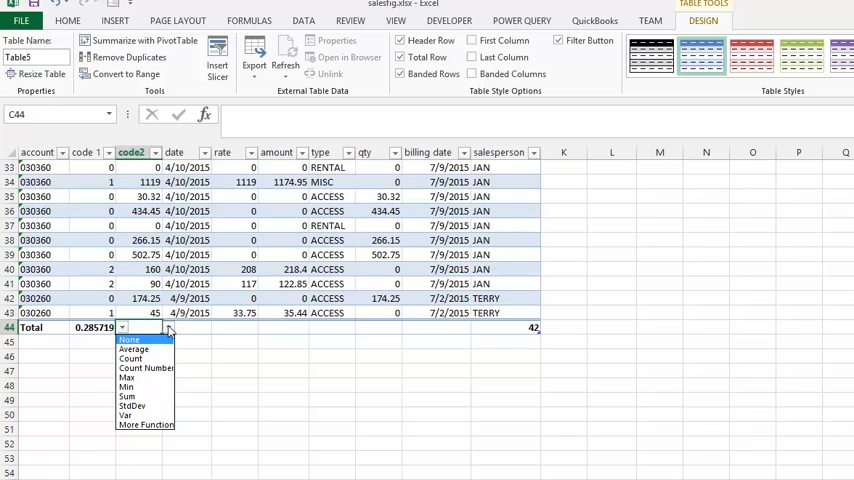 saleshg.xlsx - Excel
TABLE TOOLS
FILE HOME INSERT PAGE LAYOUT FORMULAS DATA REVIEW VIEW DEVELOPER POWER QUERY QuickBooks TEAM DESIGN
Table Name: Summarize with PivotTable Properties Header Row First Column Filter Button
Table5 Remove Duplicates Insert Slicer Export Refresh Open in Browser Total Row Last Column
Resize Table Convert to Range Unlink Banded Rows Banded Columns
Properties Tools External Table Data Table Style Options Table Styles
C44 fx
account code 1 code2 date rate amount type qty billing date salesperson K L M N O P Q
33 030360 0 0 4/10/2015 0 0 RENTAL 0 7/9/2015 JAN
34 030360 1 1119 4/10/2015 1119 1174.95 MISC 0 7/9/2015 JAN
35 030360 0 30.32 4/10/2015 0 0 ACCESS 30.32 7/9/2015 JAN
36 030360 0 434.45 4/10/2015 0 0 ACCESS 434.45 7/9/2015 JAN
37 030360 0 0 4/10/2015 0 0 RENTAL 0 7/9/2015 JAN
38 030360 0 266.15 4/10/2015 0 0 ACCESS 266.15 7/9/2015 JAN
39 030360 0 502.75 4/10/2015 0 0 ACCESS 502.75 7/9/2015 JAN
40 030360 2 160 4/10/2015 208 218.4 ACCESS 0 7/9/2015 JAN
41 030360 2 90 4/10/2015 117 122.85 ACCESS 0 7/9/2015 JAN
42 030260 0 174.25 4/9/2015 0 0 ACCESS 174.25 7/2/2015 TERRY
43 030260 1 45 4/9/2015 33.75 35.44 ACCESS 0 7/2/2015 TERRY
44 Total 0.285719 42
45 None
46 Average
Count
47 Count Number
48 Max
Min
49 Sum
50 StdDev
Var
51 More Function
52
53
54